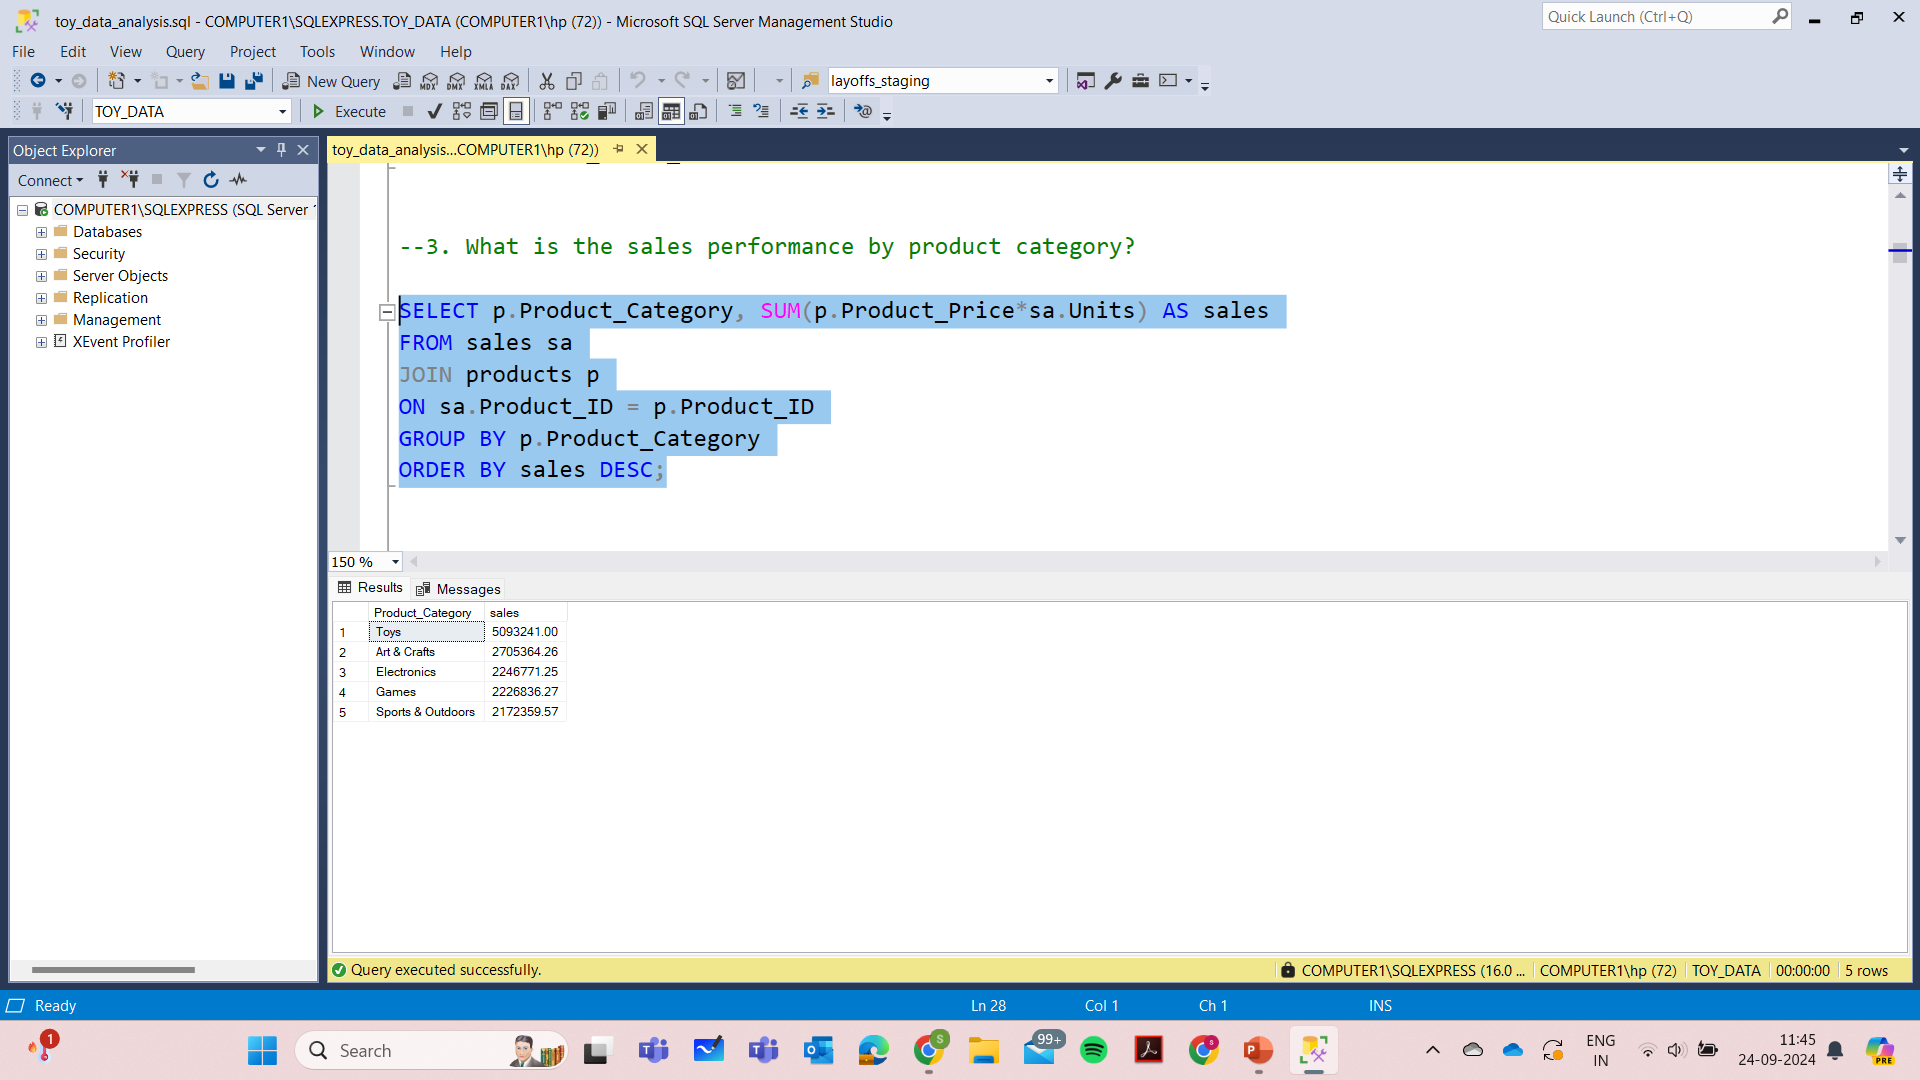 toy_data_analysis.sql - COMPUTER1\SQLEXPRESS.TOY_DATA (COMPUTER1\hp (72)) - Microsoft SQL Server Management Studio
Quick Launch (Ctrl+Q)
File Edit View Query Project Tools Window Help
New Query
MDX DMX XMLA DAX
layoffs_staging
TOY_DATA
Execute
Object Explorer
toy_data_analysis...COMPUTER1\hp (72))
Connect
COMPUTER1\SQLEXPRESS (SQL Server
Databases
Security
Server Objects
Replication
Management
XEvent Profiler
--3. What is the sales performance by product category?
SELECT p.Product_Category, SUM(p.Product_Price*sa.Units) AS sales
FROM sales sa
JOIN products p
ON sa.Product_ID = p.Product_ID
GROUP BY p.Product_Category
ORDER BY sales DESC;
150 %
Results Messages
Product_Category sales
1 Toys 5093241.00
2 Art & Crafts 2705364.26
3 Electronics 2246771.25
4 Games 2226836.27
5 Sports & Outdoors 2172359.57
Query executed successfully.
COMPUTER1\SQLEXPRESS (16.0 ... COMPUTER1\hp (72) TOY_DATA 00:00:00 5 rows
Ready Ln 28 Col 1 Ch 1 INS
1
Search
99+
ENG
IN
11:45
24-09-2024
PRE